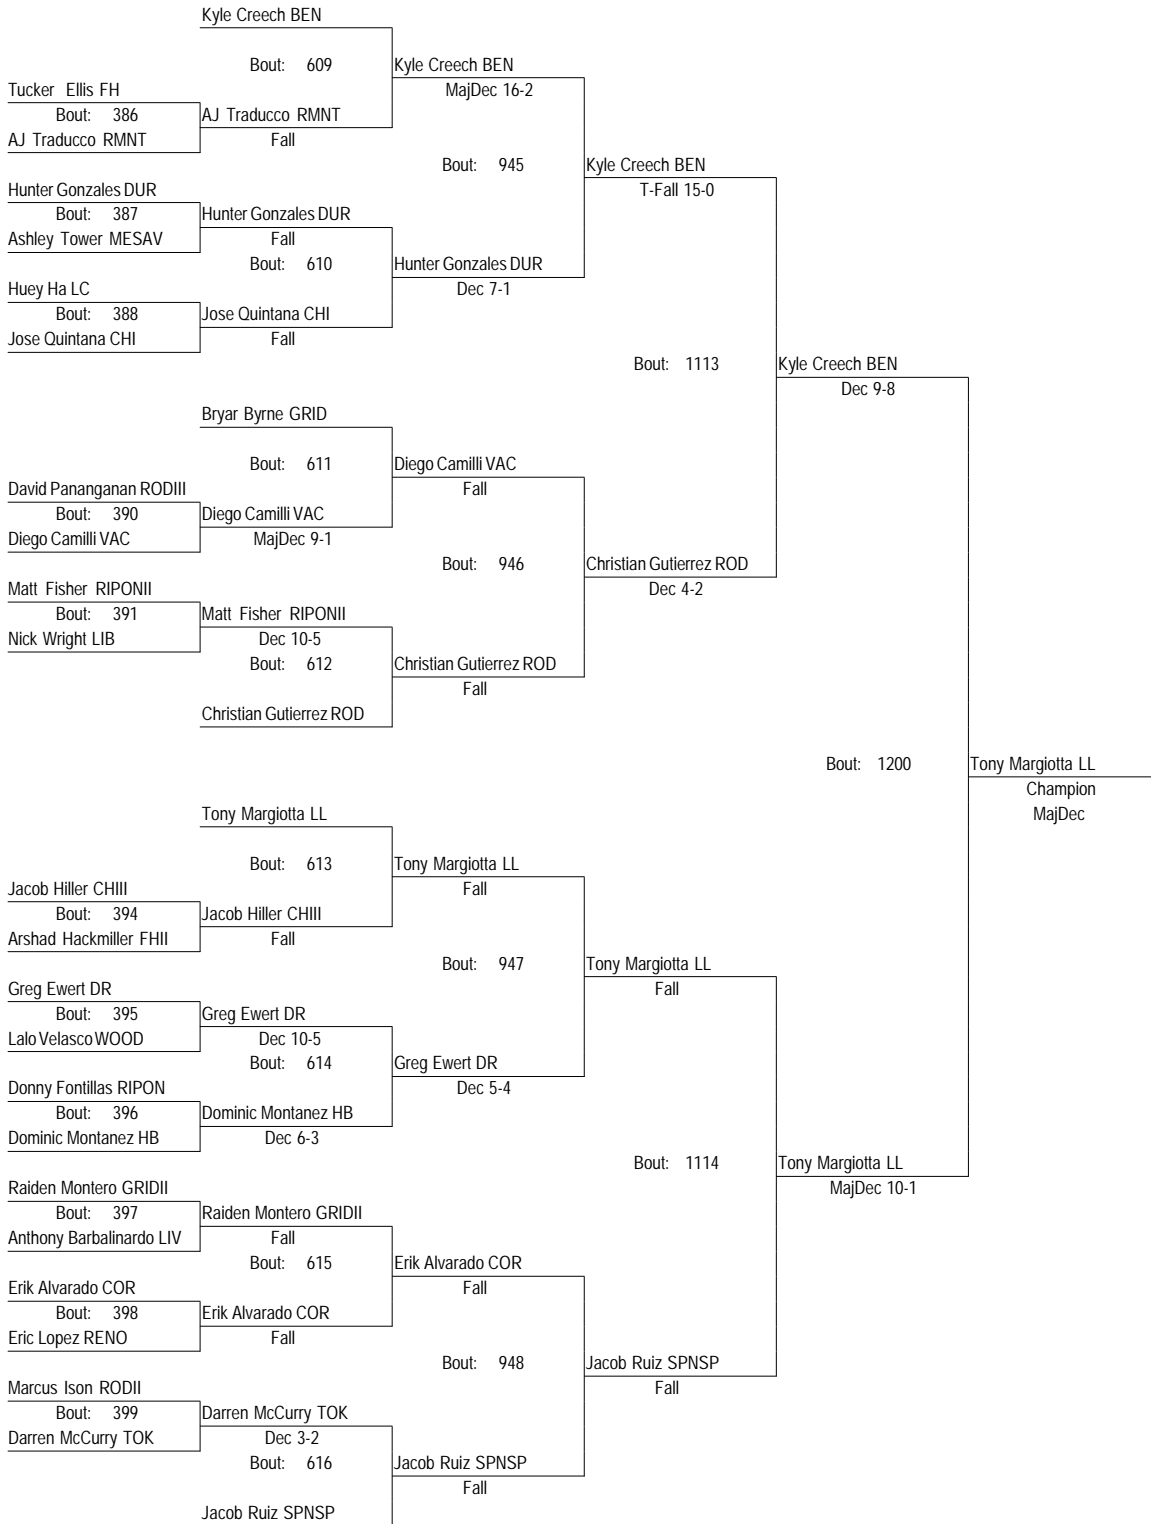 Kyle Creech BEN
Bout: 609
Kyle Creech BEN
MajDec 16-2
Tucker Ellis FH
Bout: 386
AJ Traducco RMNT
AJ Traducco RMNT
Fall
Bout: 945
Kyle Creech BEN
T-Fall 15-0
Hunter Gonzales DUR
Bout: 387
Hunter Gonzales DUR
Ashley Tower MESAV
Fall
Bout: 610
Hunter Gonzales DUR
Dec 7-1
Huey Ha LC
Bout: 388
Jose Quintana CHI
Jose Quintana CHI
Fall
Bout: 1113
Kyle Creech BEN
Dec 9-8
Bryar Byrne GRID
Bout: 611
Diego Camilli VAC
Fall
David Pananganan RODIII
Bout: 390
Diego Camilli VAC
Diego Camilli VAC
MajDec 9-1
Bout: 946
Christian Gutierrez ROD
Dec 4-2
Matt Fisher RIPONII
Bout: 391
Matt Fisher RIPONII
Nick Wright LIB
Dec 10-5
Bout: 612
Christian Gutierrez ROD
Fall
Christian Gutierrez ROD
Bout: 1200
Tony Margiotta LL
Champion
MajDec
Tony Margiotta LL
Bout: 613
Tony Margiotta LL
Fall
Jacob Hiller CHIII
Bout: 394
Jacob Hiller CHIII
Arshad Hackmiller FHII
Fall
Bout: 947
Tony Margiotta LL
Fall
Greg Ewert DR
Bout: 395
Greg Ewert DR
Lalo Velasco WOOD
Dec 10-5
Bout: 614
Greg Ewert DR
Dec 5-4
Donny Fontillas RIPON
Bout: 396
Dominic Montanez HB
Dominic Montanez HB
Dec 6-3
Bout: 1114
Tony Margiotta LL
MajDec 10-1
Raiden Montero GRIDII
Bout: 397
Raiden Montero GRIDII
Anthony Barbalinardo LIV
Fall
Bout: 615
Erik Alvarado COR
Fall
Erik Alvarado COR
Bout: 398
Erik Alvarado COR
Eric Lopez RENO
Fall
Bout: 948
Jacob Ruiz SPNSP
Fall
Marcus Ison RODII
Bout: 399
Darren McCurry TOK
Darren McCurry TOK
Dec 3-2
Bout: 616
Jacob Ruiz SPNSP
Fall
Jacob Ruiz SPNSP